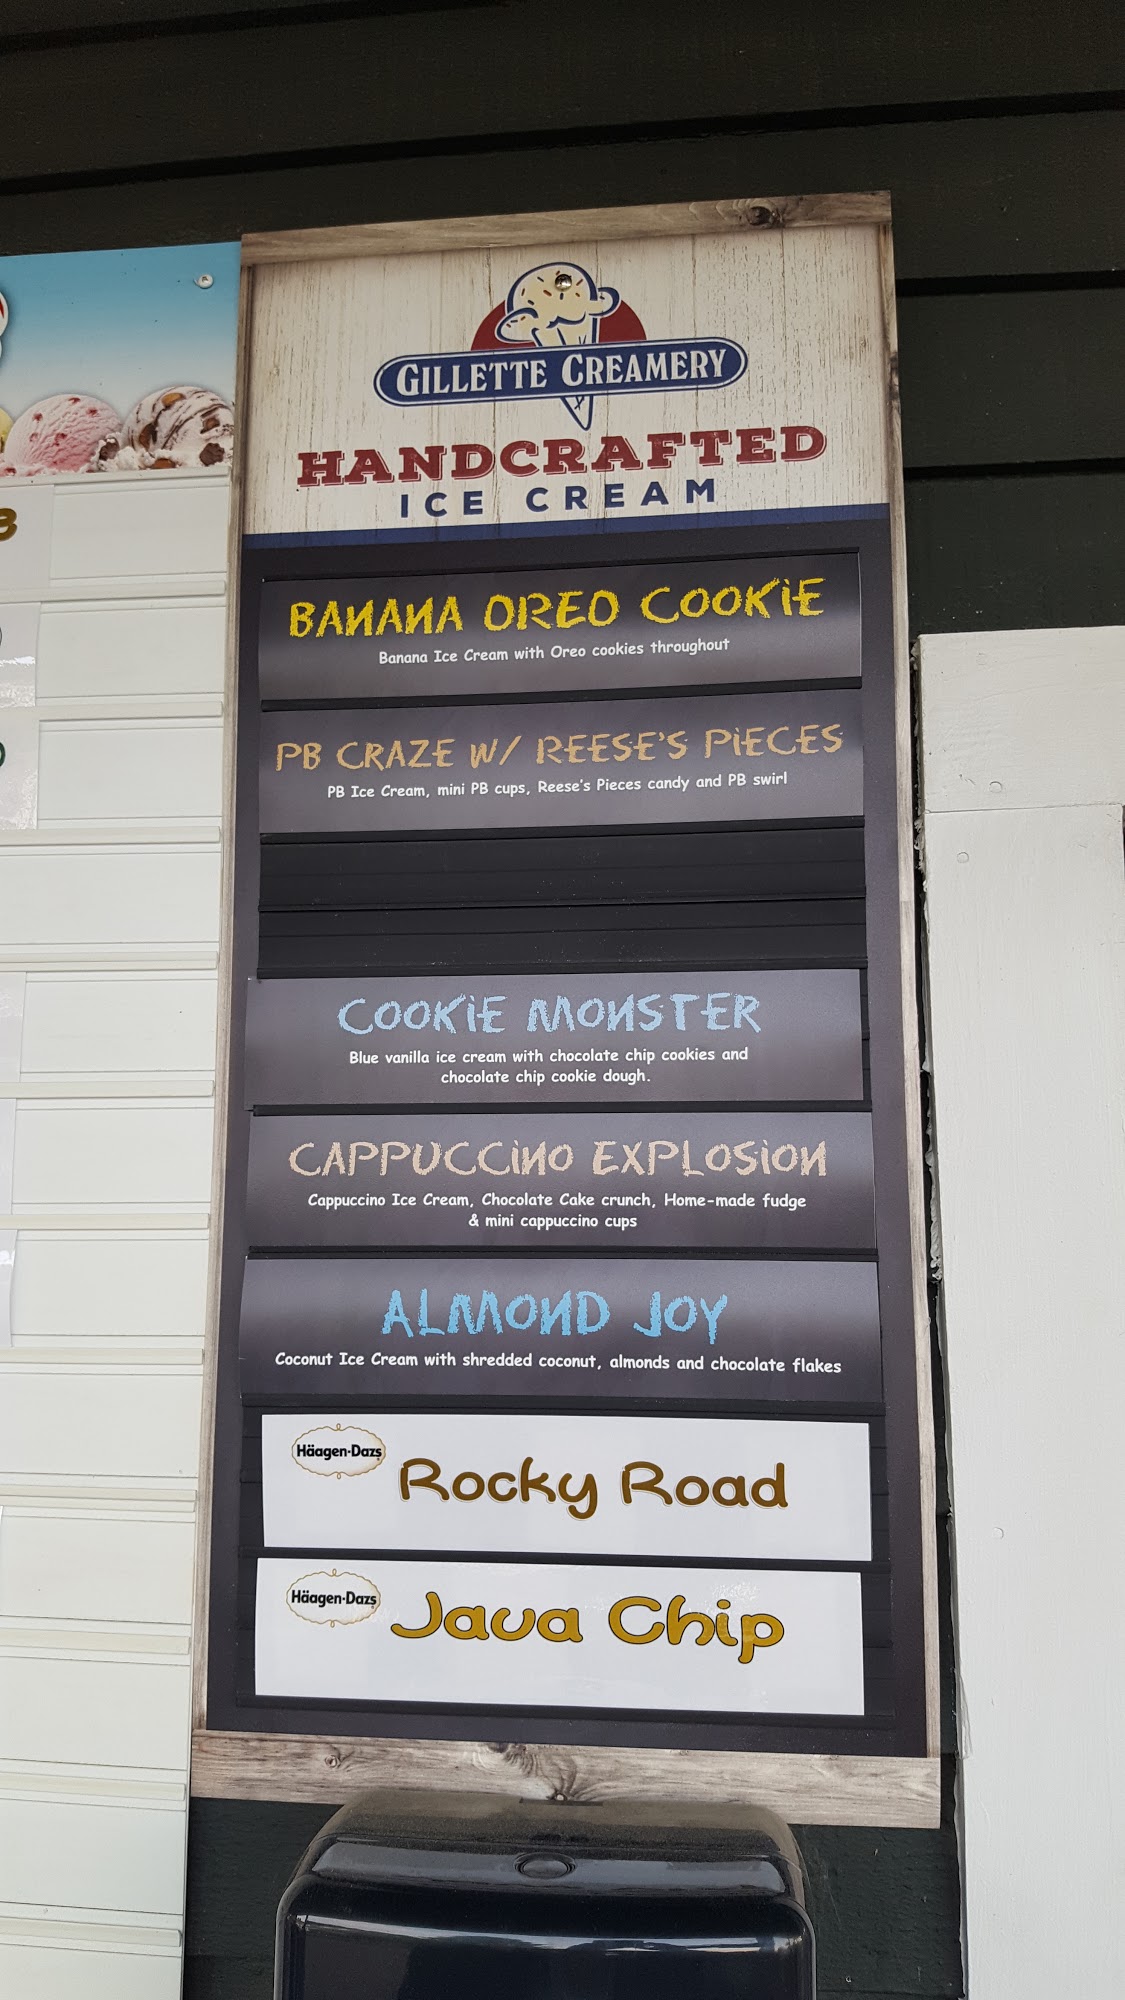 GILLETTE CREAMERY
HANDCRAFTED
ICE CREAM
BANANA OREO COOKIE
Banana Ice Cream with Oreo cookies throughout
PB CRAZE W/ REESE'S PIECES
PB Ice Cream, mini PB cups, Reese's Pieces candy and PB swirl
COOKIE MONSTER
Blue vanilla ice cream with chocolate chip cookies and
chocolate chip cookie dough.
CAPPUCCINO EXPLOSION
Cappuccino Ice Cream, Chocolate Cake crunch, Home-made fudge
& mini cappuccino cups
ALMOND JOY
Coconut Ice Cream with shredded coconut, almonds and chocolate flakes
Häagen-Dazs
Rocky Road
Häagen-Dazs
Java Chip